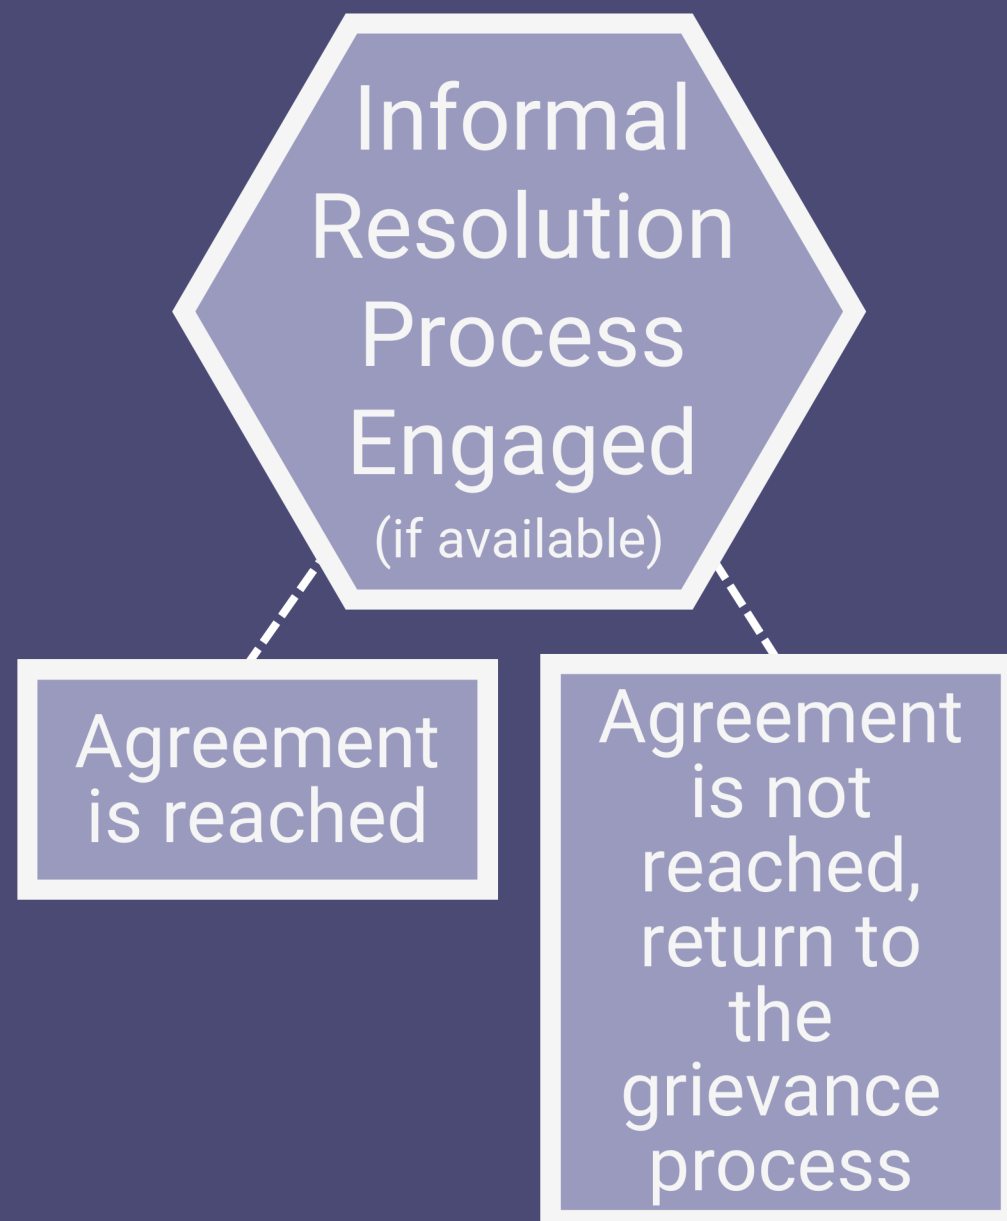 Informal
Resolution
Process
Engaged
(if available)
Agreement
is reached
Agreement
is not
reached,
return to
the
grievance
process